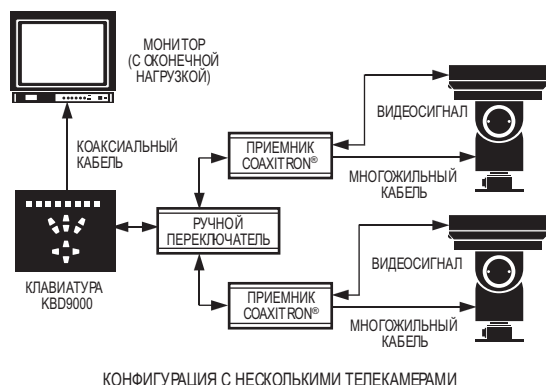 МОНИТОР
(С ОКОНЕЧНОЙ
НАГРУЗКОЙ)
КОАКСИАЛЬНЫЙ
КАБЕЛЬ
КЛАВИАТУРА
KBD9000
РУЧНОЙ
ПЕРЕКЛЮЧАТЕЛЬ
ПРИЕМНИК
COAXITRON®
ВИДЕОСИГНАЛ
МНОГОЖИЛЬНЫЙ
КАБЕЛЬ
ПРИЕМНИК
COAXITRON®
ВИДЕОСИГНАЛ
МНОГОЖИЛЬНЫЙ
КАБЕЛЬ
КОНФИГУРАЦИЯ С НЕСКОЛЬКИМИ ТЕЛЕКАМЕРАМИ